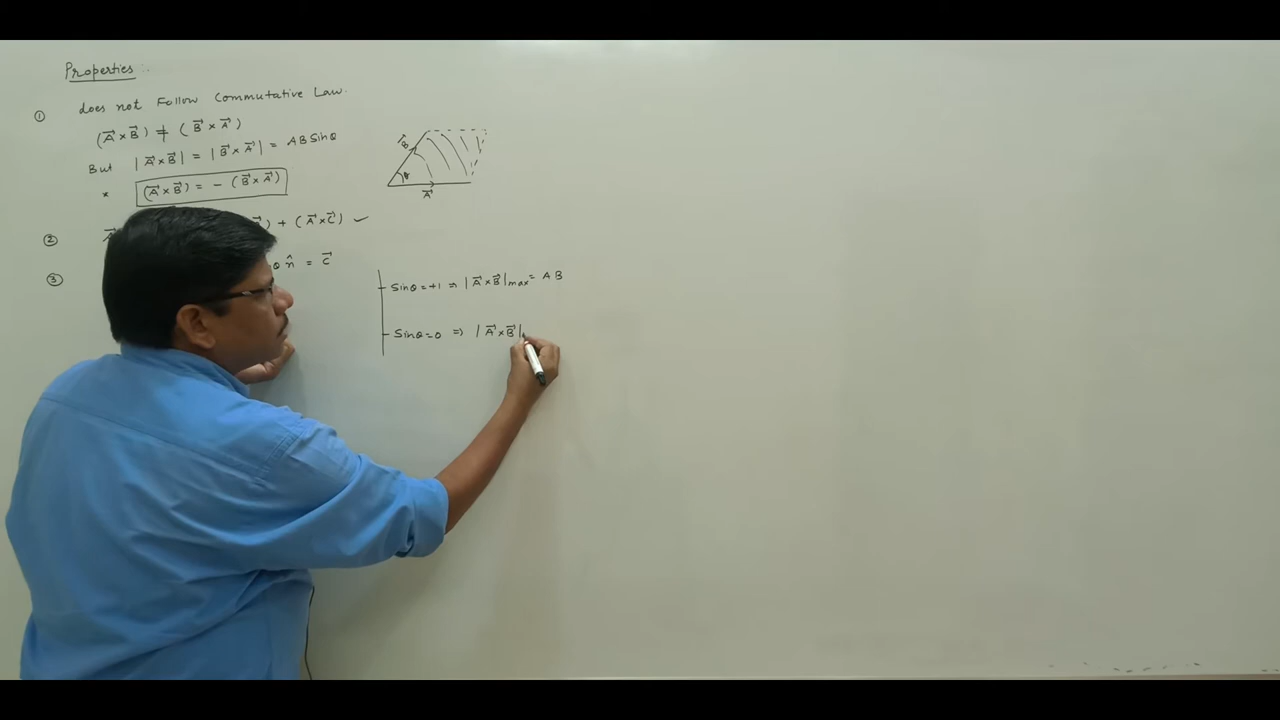 Properties :.
① does not Follow Commutative Law.
(A⃗ × B⃗) ≠ (B⃗ × A⃗)
But |A⃗ × B⃗| = |B⃗ × A⃗| = AB Sinθ
* (A⃗ × B⃗) = - (B⃗ × A⃗)
B⃗
θ
A⃗
② ) + (A⃗ × C⃗) ✓
③ n̂ = C⃗
Sinθ = +1 ⇒ |A⃗ × B⃗|max = AB
Sinθ = 0 ⇒ |A⃗ × B⃗|